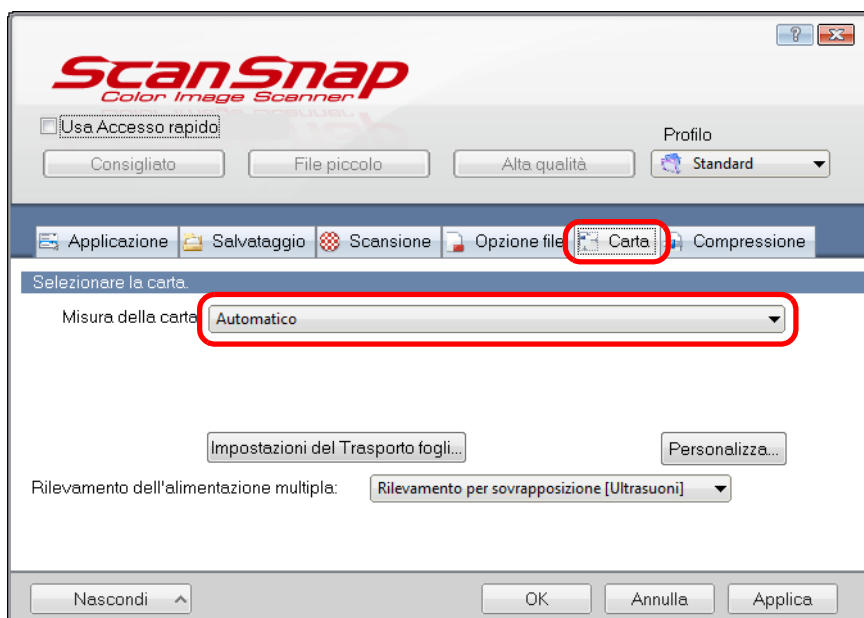 ScanSnap
Color Image Scanner
Usa Accesso rapido
Profilo
Consigliato File piccolo Alta qualità Standard
Applicazione Salvataggio Scansione Opzione file Carta Compressione
Selezionare la carta.
Misura della carta Automatico
Impostazioni del Trasporto fogli... Personalizza...
Rilevamento dell'alimentazione multipla: Rilevamento per sovrapposizione [Ultrasuoni]
Nascondi OK Annulla Applica